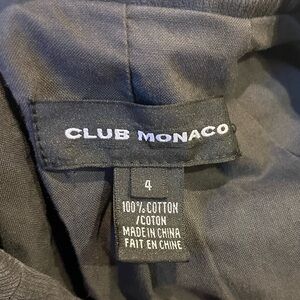 CLUB MONACO
4
100% COTTON
/COTON
MADE IN CHINA
FAIT EN CHINE